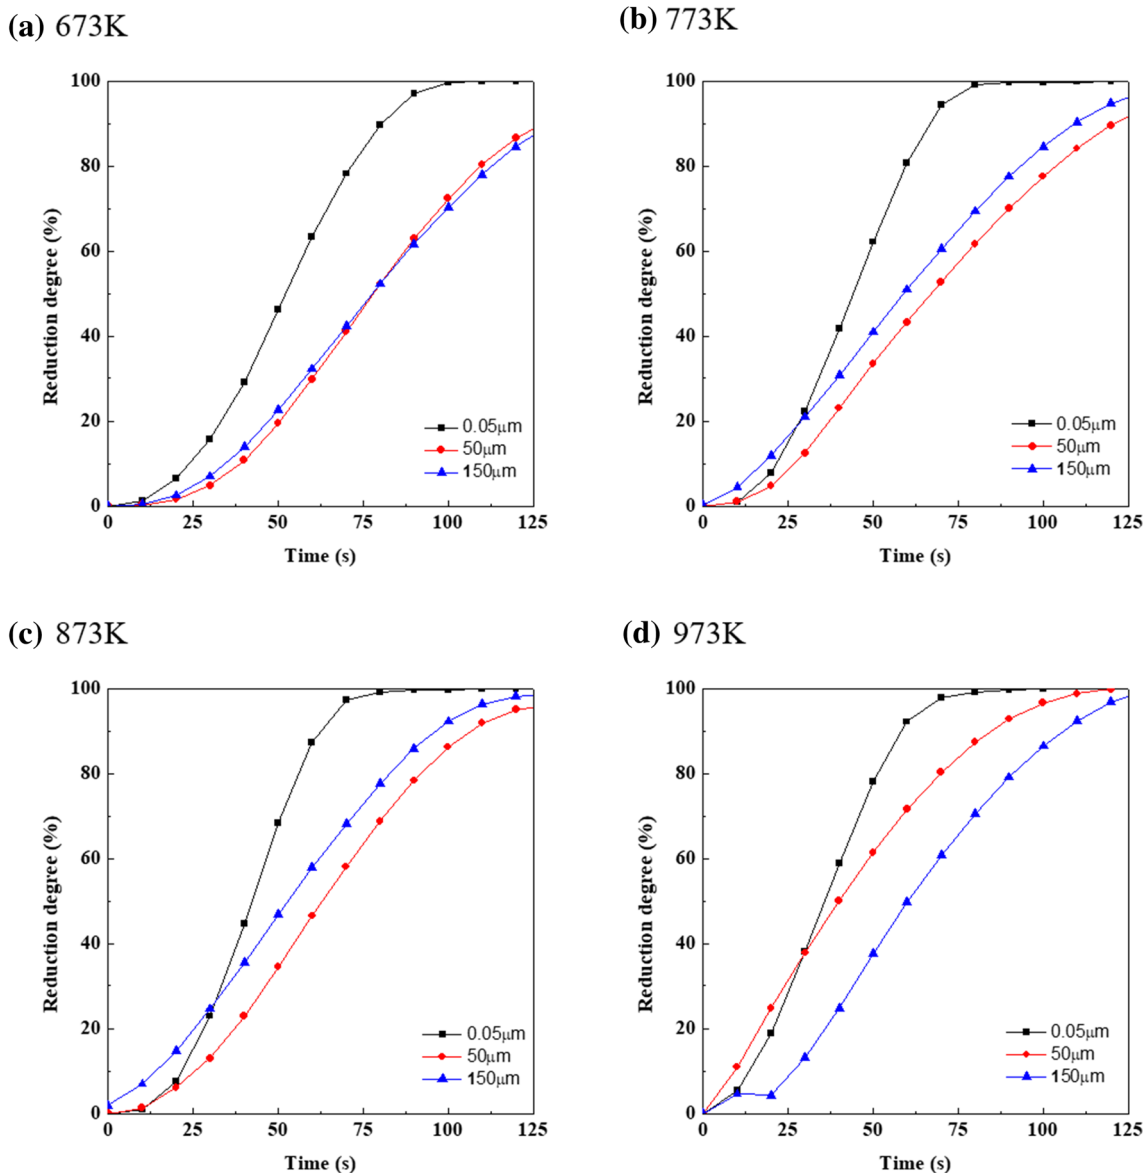 (a) 673K
Reduction degree (%)
100
80
60
40
20
0
0.05μm
50μm
150μm
0 25 50 75 100 125
Time (s)
(b) 773K
Reduction degree (%)
100
80
60
40
20
0
0.05μm
50μm
150μm
0 25 50 75 100 125
Time (s)
(c) 873K
Reduction degree (%)
100
80
60
40
20
0
0.05μm
50μm
150μm
0 25 50 75 100 125
Time (s)
(d) 973K
Reduction degree (%)
100
80
60
40
20
0
0.05μm
50μm
150μm
0 25 50 75 100 125
Time (s)